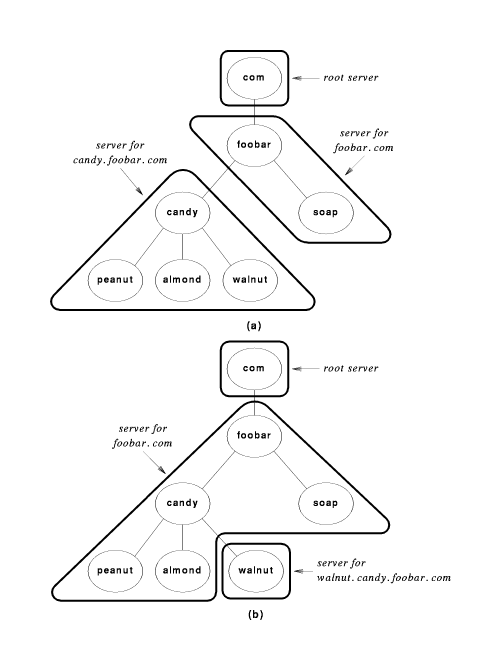 com
root server
foobar
server for
foobar.com
server for
candy.foobar.com
candy
soap
peanut
almond
walnut
(a)
com
root server
server for
foobar.com
foobar
candy
soap
peanut
almond
walnut
server for
walnut.candy.foobar.com
(b)